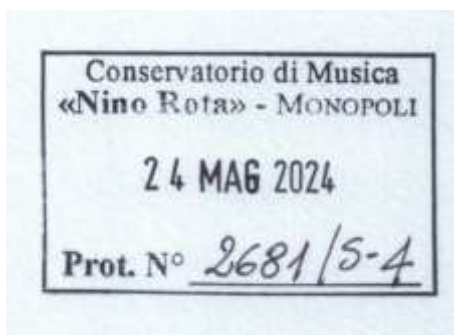 Conservatorio di Musica
«Nino Rota» - MONOPOLI
24 MAG 2024
Prot. N° 2681/S-4